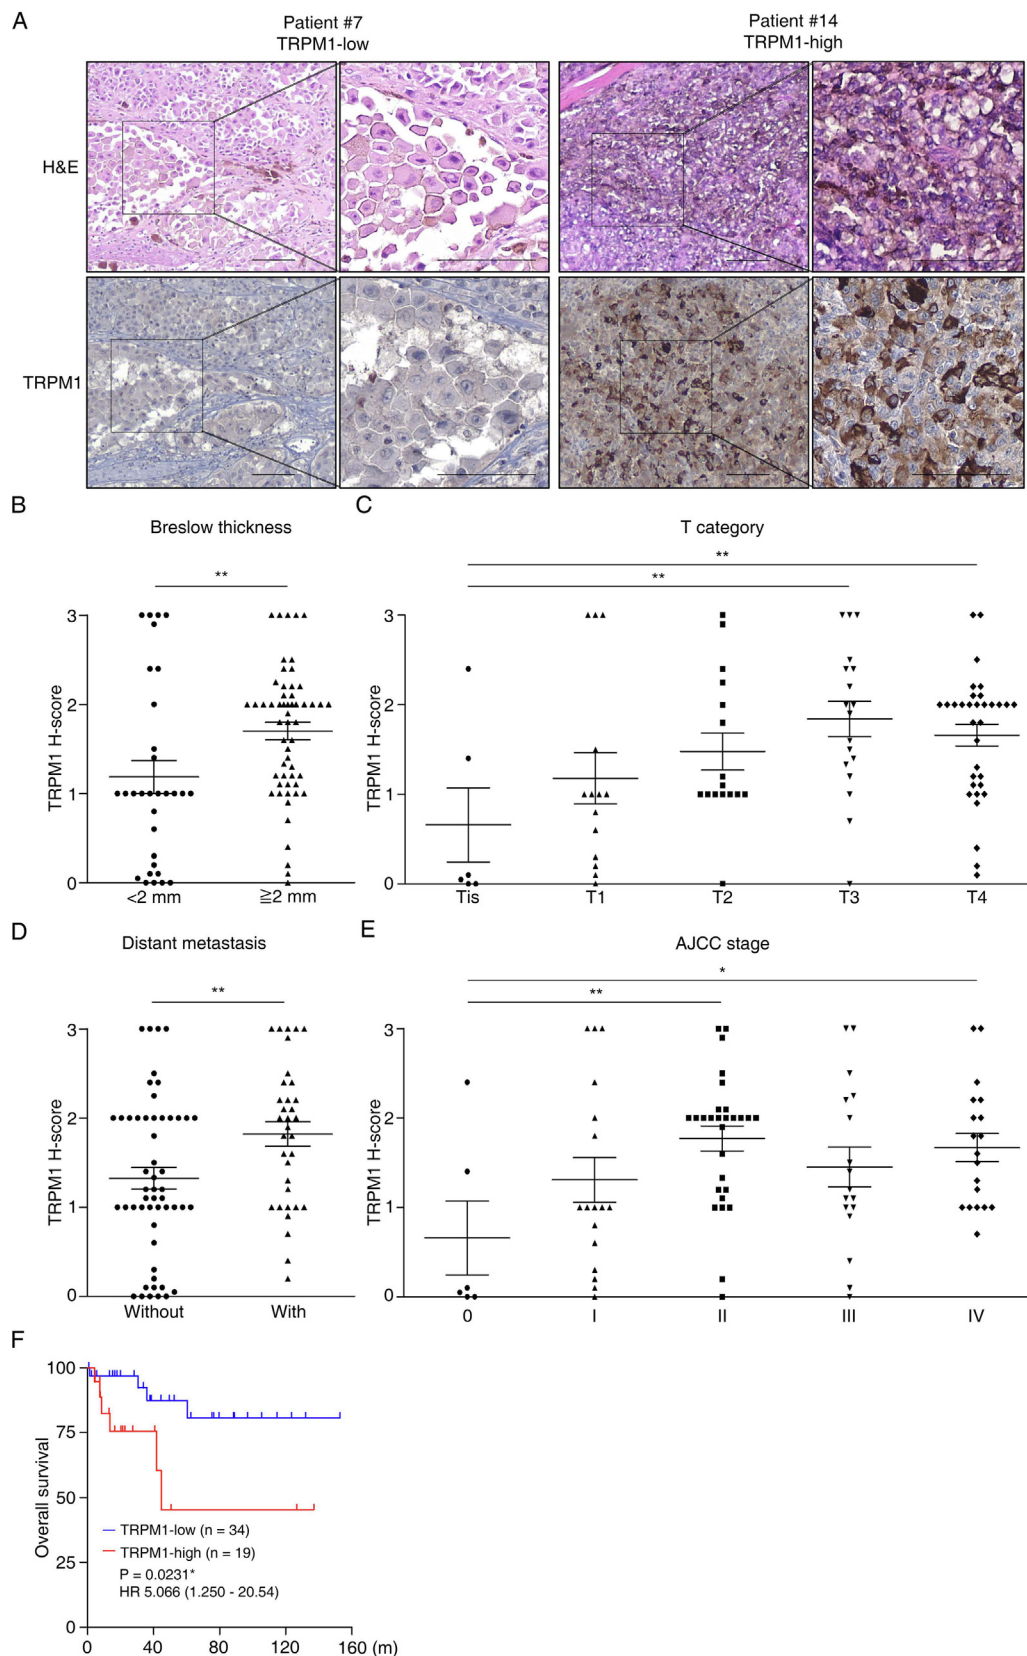 A
Patient #7
TRPM1-low
Patient #14
TRPM1-high
H&E
TRPM1
B
Breslow thickness
**
TRPM1 H-score
3
2
1
0
<2 mm
≧2 mm
C
T category
**
**
TRPM1 H-score
3
2
1
0
Tis
T1
T2
T3
T4
D
Distant metastasis
**
TRPM1 H-score
3
2
1
0
Without
With
E
AJCC stage
*
**
TRPM1 H-score
3
2
1
0
0
I
II
III
IV
F
Overall survival
100
75
50
25
0
TRPM1-low (n = 34)
TRPM1-high (n = 19)
P = 0.0231*
HR 5.066 (1.250 - 20.54)
0 40 80 120 160 (m)